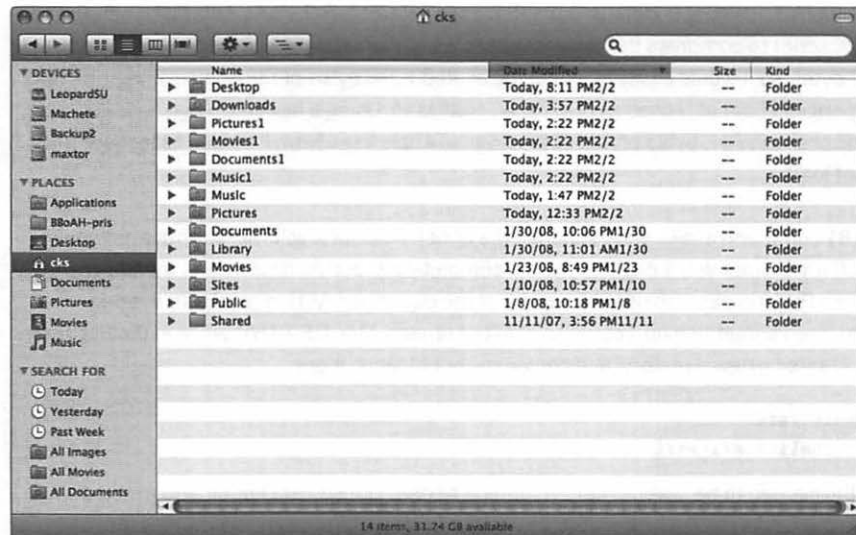 cks
Name Date Modified Size Kind
DEVICES
LeopardSU
Machete
Backup2
maxtor
PLACES
Applications
BBoAH-pris
Desktop
cks
Documents
Pictures
Movies
Music
SEARCH FOR
Today
Yesterday
Past Week
All Images
All Movies
All Documents
Desktop Today, 8:11 PM2/2 -- Folder
Downloads Today, 3:57 PM2/2 -- Folder
Pictures1 Today, 2:22 PM2/2 -- Folder
Movies1 Today, 2:22 PM2/2 -- Folder
Documents1 Today, 2:22 PM2/2 -- Folder
Music1 Today, 2:22 PM2/2 -- Folder
Music Today, 1:47 PM2/2 -- Folder
Pictures Today, 12:33 PM2/2 -- Folder
Documents 1/30/08, 10:06 PM1/30 -- Folder
Library 1/30/08, 11:01 AM1/30 -- Folder
Movies 1/23/08, 8:49 PM1/23 -- Folder
Sites 1/10/08, 10:57 PM1/10 -- Folder
Public 1/8/08, 10:18 PM1/8 -- Folder
Shared 11/11/07, 3:56 PM11/11 -- Folder
14 items, 31.74 GB available